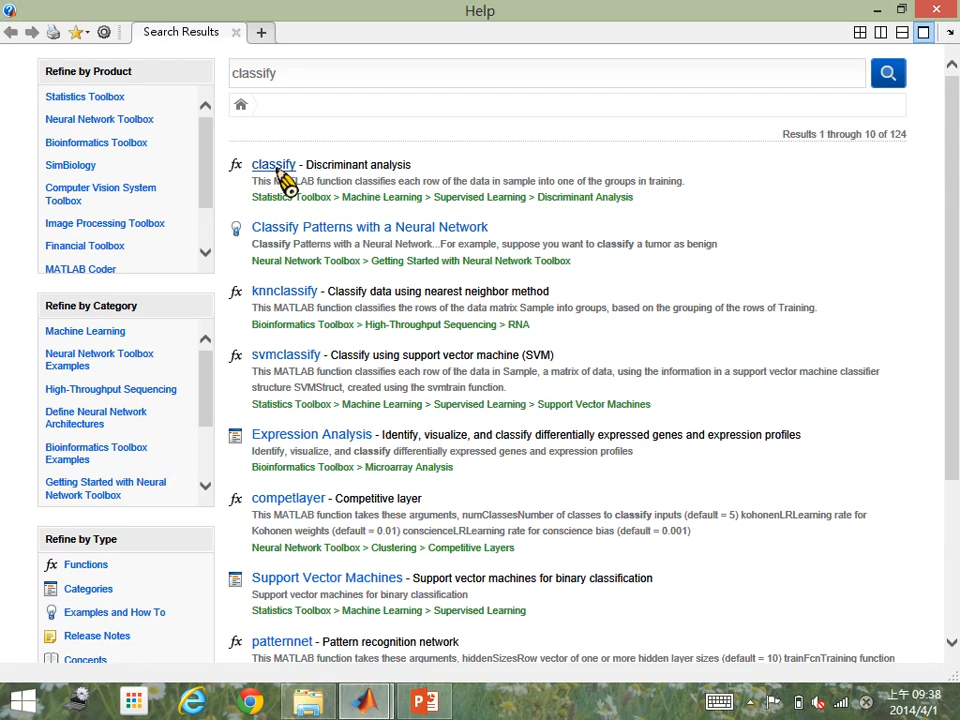 Help
Search Results
Refine by Product
Statistics Toolbox
Neural Network Toolbox
Bioinformatics Toolbox
SimBiology
Computer Vision System
Toolbox
Image Processing Toolbox
Financial Toolbox
MATLAB Coder
Refine by Category
Machine Learning
Neural Network Toolbox
Examples
High-Throughput Sequencing
Define Neural Network
Architectures
Bioinformatics Toolbox
Examples
Getting Started with Neural
Network Toolbox
Refine by Type
fx Functions
Categories
Examples and How To
Release Notes
Concepts
classify
Results 1 through 10 of 124
fx classify - Discriminant analysis
This MATLAB function classifies each row of the data in sample into one of the groups in training.
Statistics Toolbox > Machine Learning > Supervised Learning > Discriminant Analysis
Classify Patterns with a Neural Network
Classify Patterns with a Neural Network...For example, suppose you want to classify a tumor as benign
Neural Network Toolbox > Getting Started with Neural Network Toolbox
fx knnclassify - Classify data using nearest neighbor method
This MATLAB function classifies the rows of the data matrix Sample into groups, based on the grouping of the rows of Training.
Bioinformatics Toolbox > High-Throughput Sequencing > RNA
fx svmclassify - Classify using support vector machine (SVM)
This MATLAB function classifies each row of the data in Sample, a matrix of data, using the information in a support vector machine classifier
structure SVMStruct, created using the svmtrain function.
Statistics Toolbox > Machine Learning > Supervised Learning > Support Vector Machines
Expression Analysis - Identify, visualize, and classify differentially expressed genes and expression profiles
Identify, visualize, and classify differentially expressed genes and expression profiles
Bioinformatics Toolbox > Microarray Analysis
fx competlayer - Competitive layer
This MATLAB function takes these arguments, numClassesNumber of classes to classify inputs (default = 5) kohonenLRLearning rate for
Kohonen weights (default = 0.01) conscienceLRLearning rate for conscience bias (default = 0.001)
Neural Network Toolbox > Clustering > Competitive Layers
Support Vector Machines - Support vector machines for binary classification
Support vector machines for binary classification
Statistics Toolbox > Machine Learning > Supervised Learning
fx patternnet - Pattern recognition network
This MATLAB function takes these arguments, hiddenSizesRow vector of one or more hidden layer sizes (default = 10) trainFcnTraining function
上午 09:38
2014/4/1